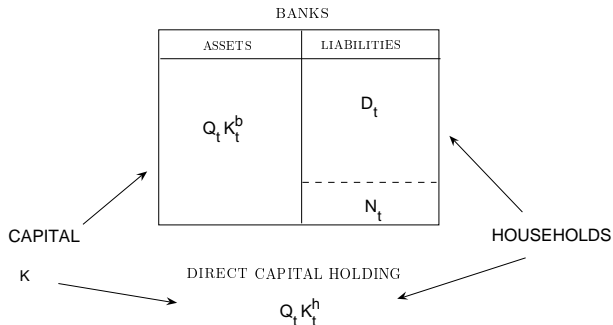 BANKS
ASSETS LIABILITIES
D_t
Q_t K_t^b
N_t
CAPITAL HOUSEHOLDS
K DIRECT CAPITAL HOLDING
Q_t K_t^h